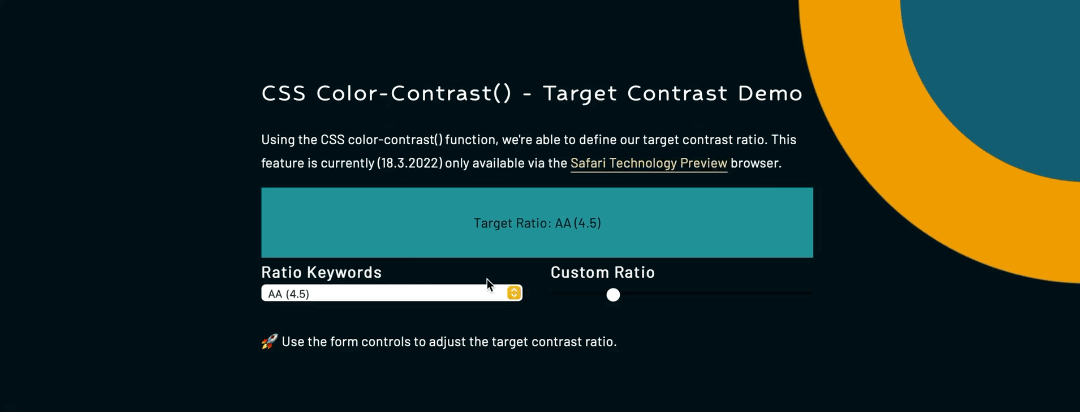 CSS Color-Contrast() - Target Contrast Demo
Using the CSS color-contrast() function, we're able to define our target contrast ratio. This
feature is currently (18.3.2022) only available via the Safari Technology Preview browser.
Target Ratio: AA (4.5)
Ratio Keywords
Custom Ratio
AA (4.5)
🚀 Use the form controls to adjust the target contrast ratio.